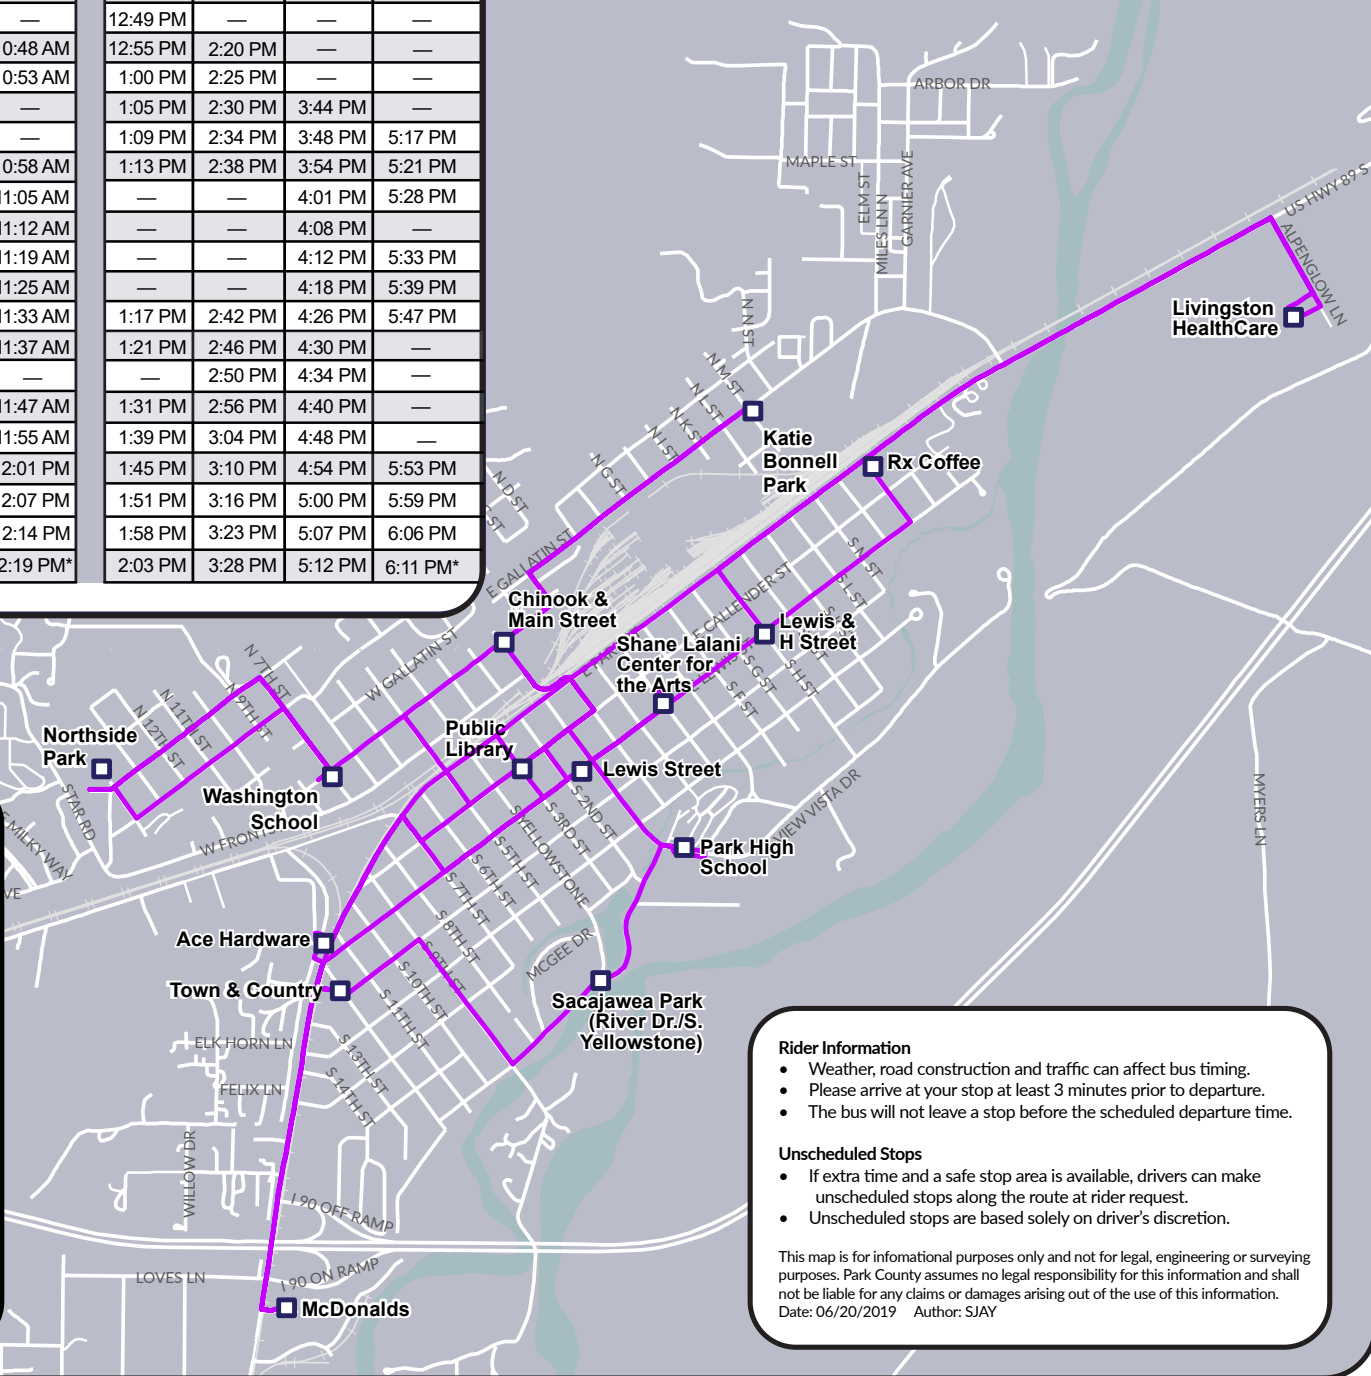 — 12:49 PM — — —
0:48 AM 12:55 PM 2:20 PM — —
0:53 AM 1:00 PM 2:25 PM — —
— 1:05 PM 2:30 PM 3:44 PM —
— 1:09 PM 2:34 PM 3:48 PM 5:17 PM
0:58 AM 1:13 PM 2:38 PM 3:54 PM 5:21 PM
1:05 AM — — 4:01 PM 5:28 PM
1:12 AM — — 4:08 PM —
1:19 AM — — 4:12 PM 5:33 PM
1:25 AM — — 4:18 PM 5:39 PM
1:33 AM 1:17 PM 2:42 PM 4:26 PM 5:47 PM
1:37 AM 1:21 PM 2:46 PM 4:30 PM —
— — 2:50 PM 4:34 PM —
1:47 AM 1:31 PM 2:56 PM 4:40 PM —
1:55 AM 1:39 PM 3:04 PM 4:48 PM —
2:01 PM 1:45 PM 3:10 PM 4:54 PM 5:53 PM
2:07 PM 1:51 PM 3:16 PM 5:00 PM 5:59 PM
2:14 PM 1:58 PM 3:23 PM 5:07 PM 6:06 PM
2:19 PM* 2:03 PM 3:28 PM 5:12 PM 6:11 PM*
ARBOR DR
MAPLE ST
ELM ST
MILES LN N
GARNIER AVE
US HWY 89 S
ALPENGLOW LN
Livingston
HealthCare
N N ST
N M ST
N L ST
N K ST
N I ST
N G ST
N D ST
C ST
Katie
Bonnell
Park
Rx Coffee
E GALLATIN ST
Chinook &
Main Street
S N ST
S L ST
E CALLENDER ST
Lewis &
H Street
Shane Lalani
Center for
the Arts
E LEWIS ST
S H ST
S G ST
S F ST
W GALLATIN ST
N 7TH ST
N 9TH ST
N 11TH ST
N 12TH ST
Northside
Park
Public
Library
Lewis Street
Washington
School
STAR RD
E MILKY WAY
W FRONT S
VE
S 2ND ST
S 3RD ST
S YELLOWSTONE
S 5TH ST
S 6TH ST
S 7TH ST
S 8TH ST
S 9TH ST
S 10TH ST
S 11TH ST
S 13TH ST
S 14TH ST
VIEW VISTA DR
Park High
School
MYERS LN
Ace Hardware
Town & Country
MCGEE DR
Sacajawea Park
(River Dr./S.
Yellowstone)
ELK HORN LN
FELIX LN
WILLOW DR
I 90 OFF RAMP
LOVES LN
I 90 ON RAMP
McDonalds
Rider Information
• Weather, road construction and traffic can affect bus timing.
• Please arrive at your stop at least 3 minutes prior to departure.
• The bus will not leave a stop before the scheduled departure time.
Unscheduled Stops
• If extra time and a safe stop area is available, drivers can make
unscheduled stops along the route at rider request.
• Unscheduled stops are based solely on driver's discretion.
This map is for infomational purposes only and not for legal, engineering or surveying
purposes. Park County assumes no legal responsibility for this information and shall
not be liable for any claims or damages arising out of the use of this information.
Date: 06/20/2019 Author: SJAY